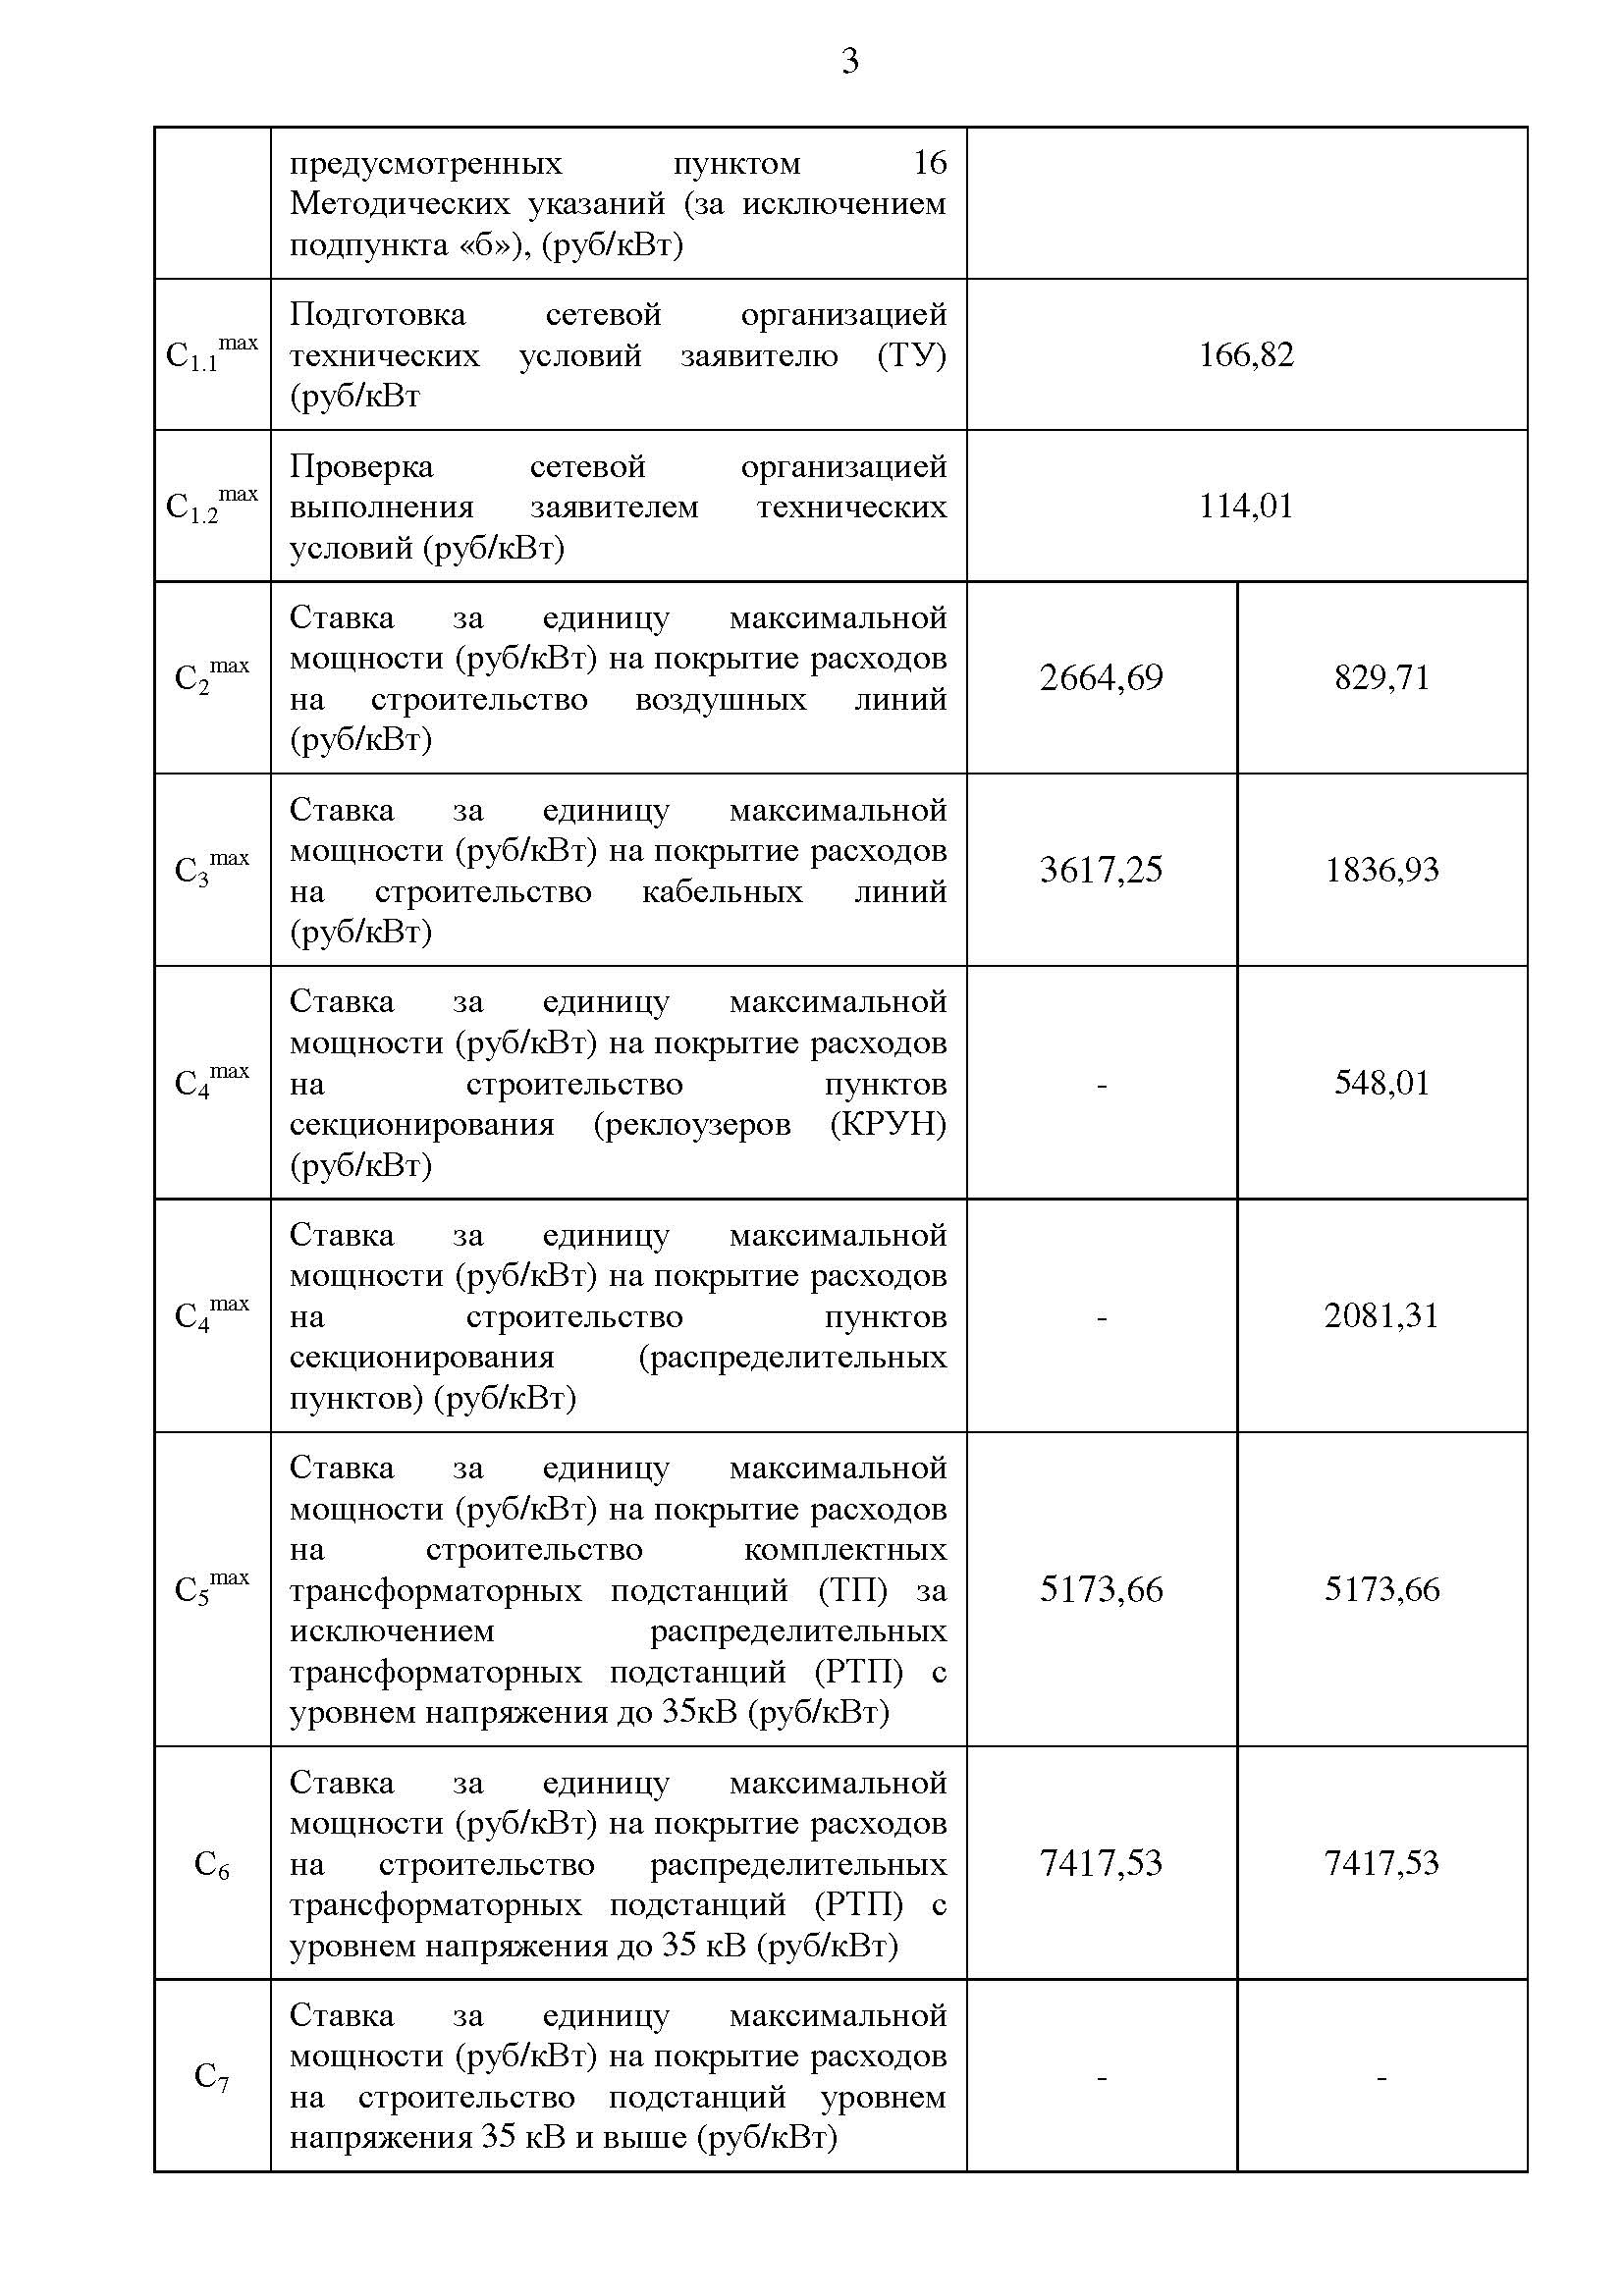 3
предусмотренных пунктом 16
Методических указаний (за исключением
подпункта «б»), (руб/кВт)
С1.1max
Подготовка сетевой организацией
технических условий заявителю (ТУ)
(руб/кВт
166,82
С1.2max
Проверка сетевой организацией
выполнения заявителем технических
условий (руб/кВт)
114,01
С2max
Ставка за единицу максимальной
мощности (руб/кВт) на покрытие расходов
на строительство воздушных линий
(руб/кВт)
2664,69
829,71
С3max
Ставка за единицу максимальной
мощности (руб/кВт) на покрытие расходов
на строительство кабельных линий
(руб/кВт)
3617,25
1836,93
С4max
Ставка за единицу максимальной
мощности (руб/кВт) на покрытие расходов
на строительство пунктов
секционирования (реклоузеров (КРУН)
(руб/кВт)
-
548,01
С4max
Ставка за единицу максимальной
мощности (руб/кВт) на покрытие расходов
на строительство пунктов
секционирования (распределительных
пунктов) (руб/кВт)
-
2081,31
С5max
Ставка за единицу максимальной
мощности (руб/кВт) на покрытие расходов
на строительство комплектных
трансформаторных подстанций (ТП) за
исключением распределительных
трансформаторных подстанций (РТП) с
уровнем напряжения до 35кВ (руб/кВт)
5173,66
5173,66
С6
Ставка за единицу максимальной
мощности (руб/кВт) на покрытие расходов
на строительство распределительных
трансформаторных подстанций (РТП) с
уровнем напряжения до 35 кВ (руб/кВт)
7417,53
7417,53
С7
Ставка за единицу максимальной
мощности (руб/кВт) на покрытие расходов
на строительство подстанций уровнем
напряжения 35 кВ и выше (руб/кВт)
-
-